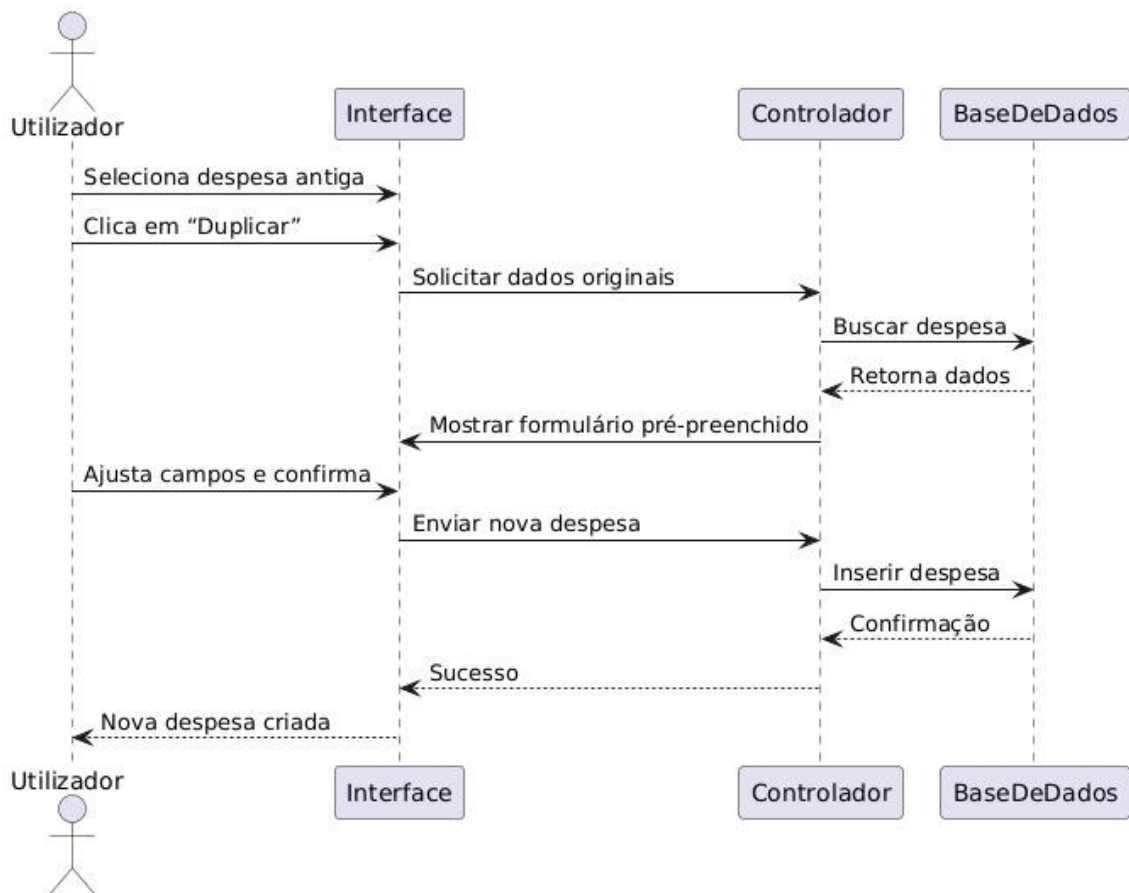 Utilizador
Interface
Controlador
BaseDeDados
Seleciona despesa antiga
Clica em “Duplicar”
Solicitar dados originais
Buscar despesa
Retorna dados
Mostrar formulário pré-preenchido
Ajusta campos e confirma
Enviar nova despesa
Inserir despesa
Confirmação
Sucesso
Nova despesa criada
Utilizador
Interface
Controlador
BaseDeDados